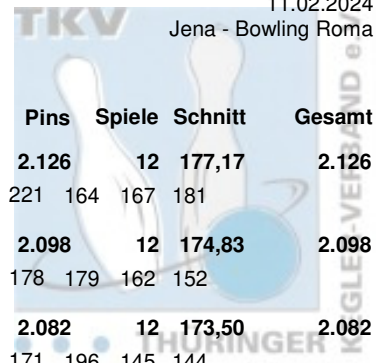 11.02.2024
TKV
Jena - Bowling Roma
Pins Spiele Schnitt Gesamt
2.126 12 177,17 2.126
221 164 167 181
2.098 12 174,83 2.098
178 179 162 152
2.082 12 173,50 2.082
171 196 145 144
THÜRINGER
KEGLER-VERBAND e.V.